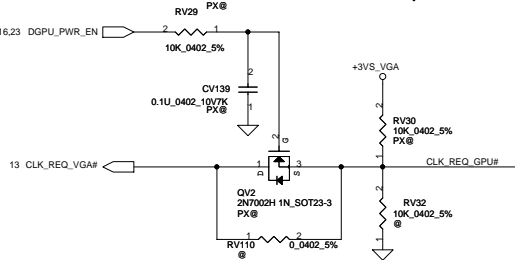 PX@
RV29
16,23 DGPU_PWR_EN
2 1
10K_0402_5%
2
CV139
0.1U_0402_10V7K
PX@
1
+3VS_VGA
2
RV30
10K_0402_5%
PX@
1
2
G
13 CLK_REQ_VGA#
1 3
D S
CLK_REQ_GPU#
QV2
2N7002H 1N_SOT23-3
PX@
2
RV32
10K_0402_5%
@
1
1 2
RV110 0_0402_5%
@